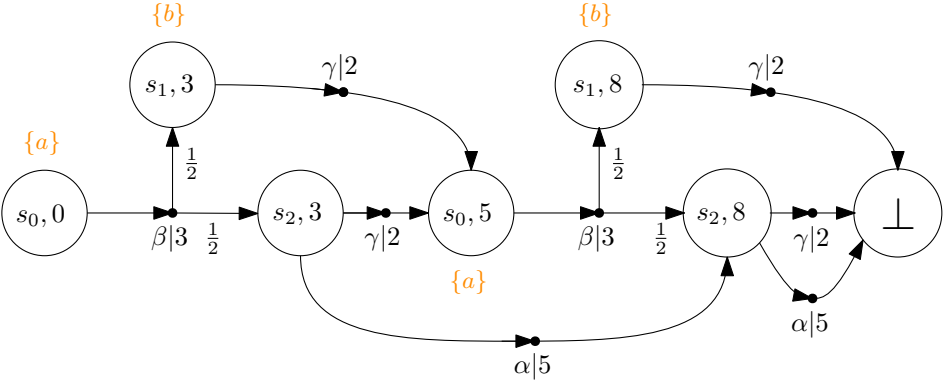 {b}
{b}
s₁, 3
γ|2
s₁, 8
γ|2
{a}
½
½
s₀, 0
β|3
½
s₂, 3
γ|2
s₀, 5
β|3
½
s₂, 8
γ|2
⊥
{a}
α|5
α|5